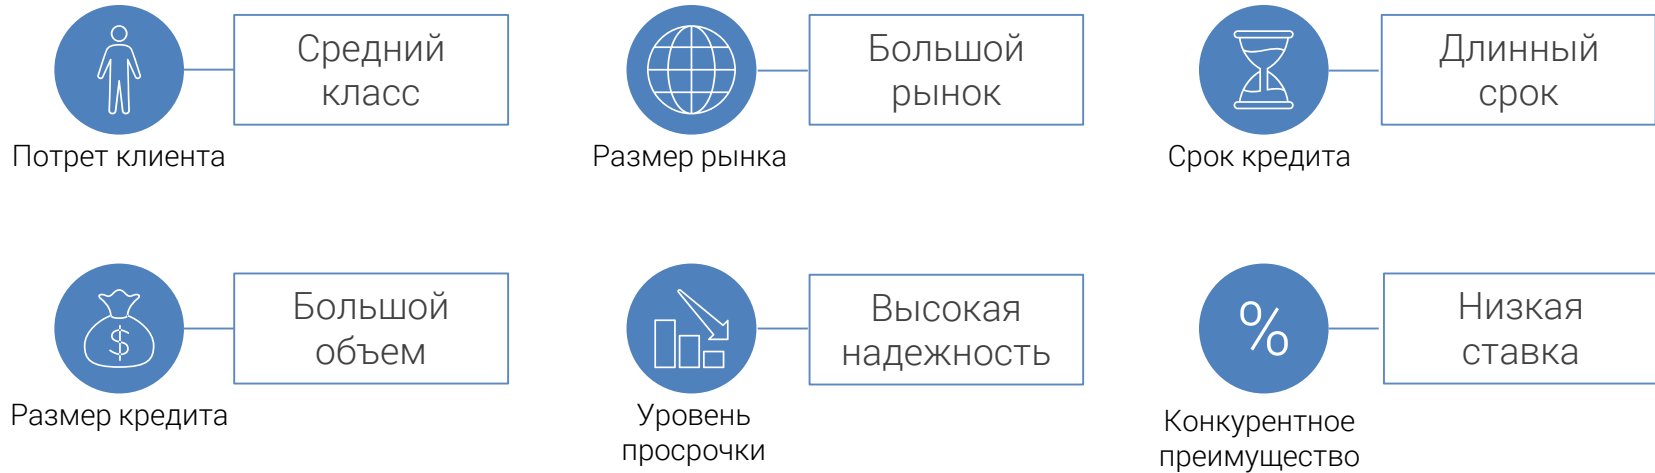 Средний
класс
Потрет клиента
Большой
рынок
Размер рынка
Длинный
срок
Срок кредита
$
Большой
объем
Размер кредита
Высокая
надежность
Уровень
просрочки
%
Низкая
ставка
Конкурентное
преимущество